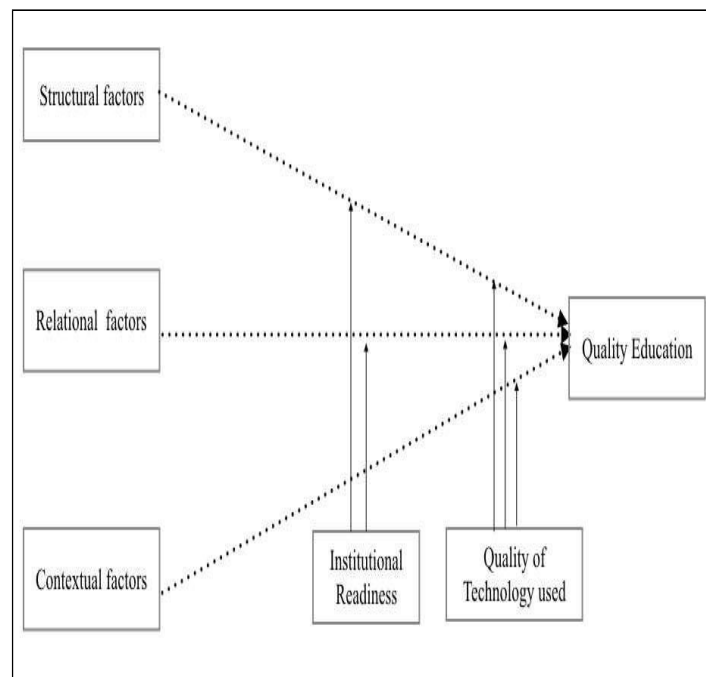 Structural factors
Relational factors
Quality Education
Contextual factors
Institutional
Readiness
Quality of
Technology used